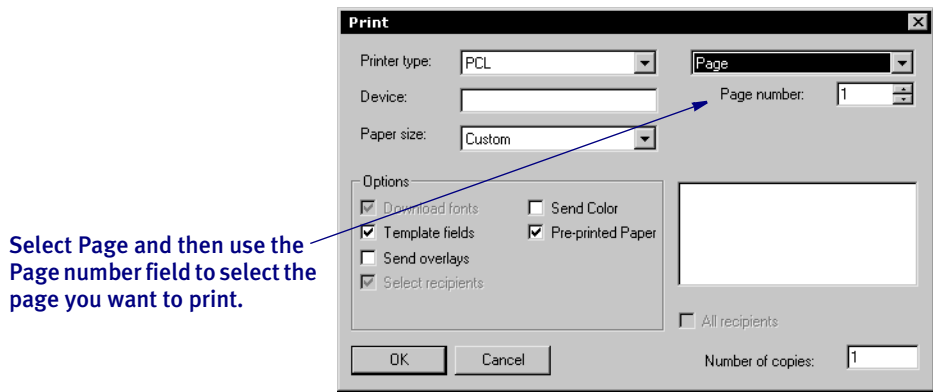 Print
Printer type: PCL
Page
Device:
Page number: 1
Paper size: Custom
Options
Download fonts
Send Color
Template fields
Pre-printed Paper
Send overlays
Select recipients
Select Page and then use the
Page number field to select the
page you want to print.
All recipients
OK
Cancel
Number of copies: 1